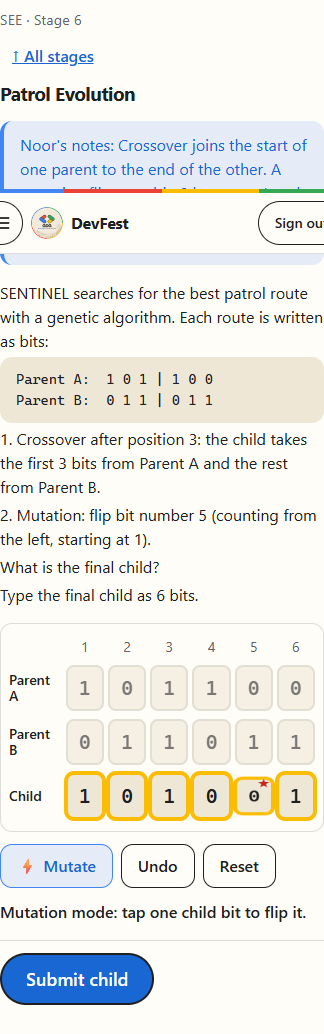 SEE · Stage 6
↑ All stages
Patrol Evolution
Noor's notes: Crossover joins the start of
one parent to the end of the other. A
DevFest
Sign out
SENTINEL searches for the best patrol route
with a genetic algorithm. Each route is written
as bits:
Parent A: 1 0 1 | 1 0 0
Parent B: 0 1 1 | 0 1 1
1. Crossover after position 3: the child takes
the first 3 bits from Parent A and the rest
from Parent B.
2. Mutation: flip bit number 5 (counting from
the left, starting at 1).
What is the final child?
Type the final child as 6 bits.
1 2 3 4 5 6
Parent A 1 0 1 1 0 0
Parent B 0 1 1 0 1 1
Child 1 0 1 0 0 1
Mutate Undo Reset
Mutation mode: tap one child bit to flip it.
Submit child